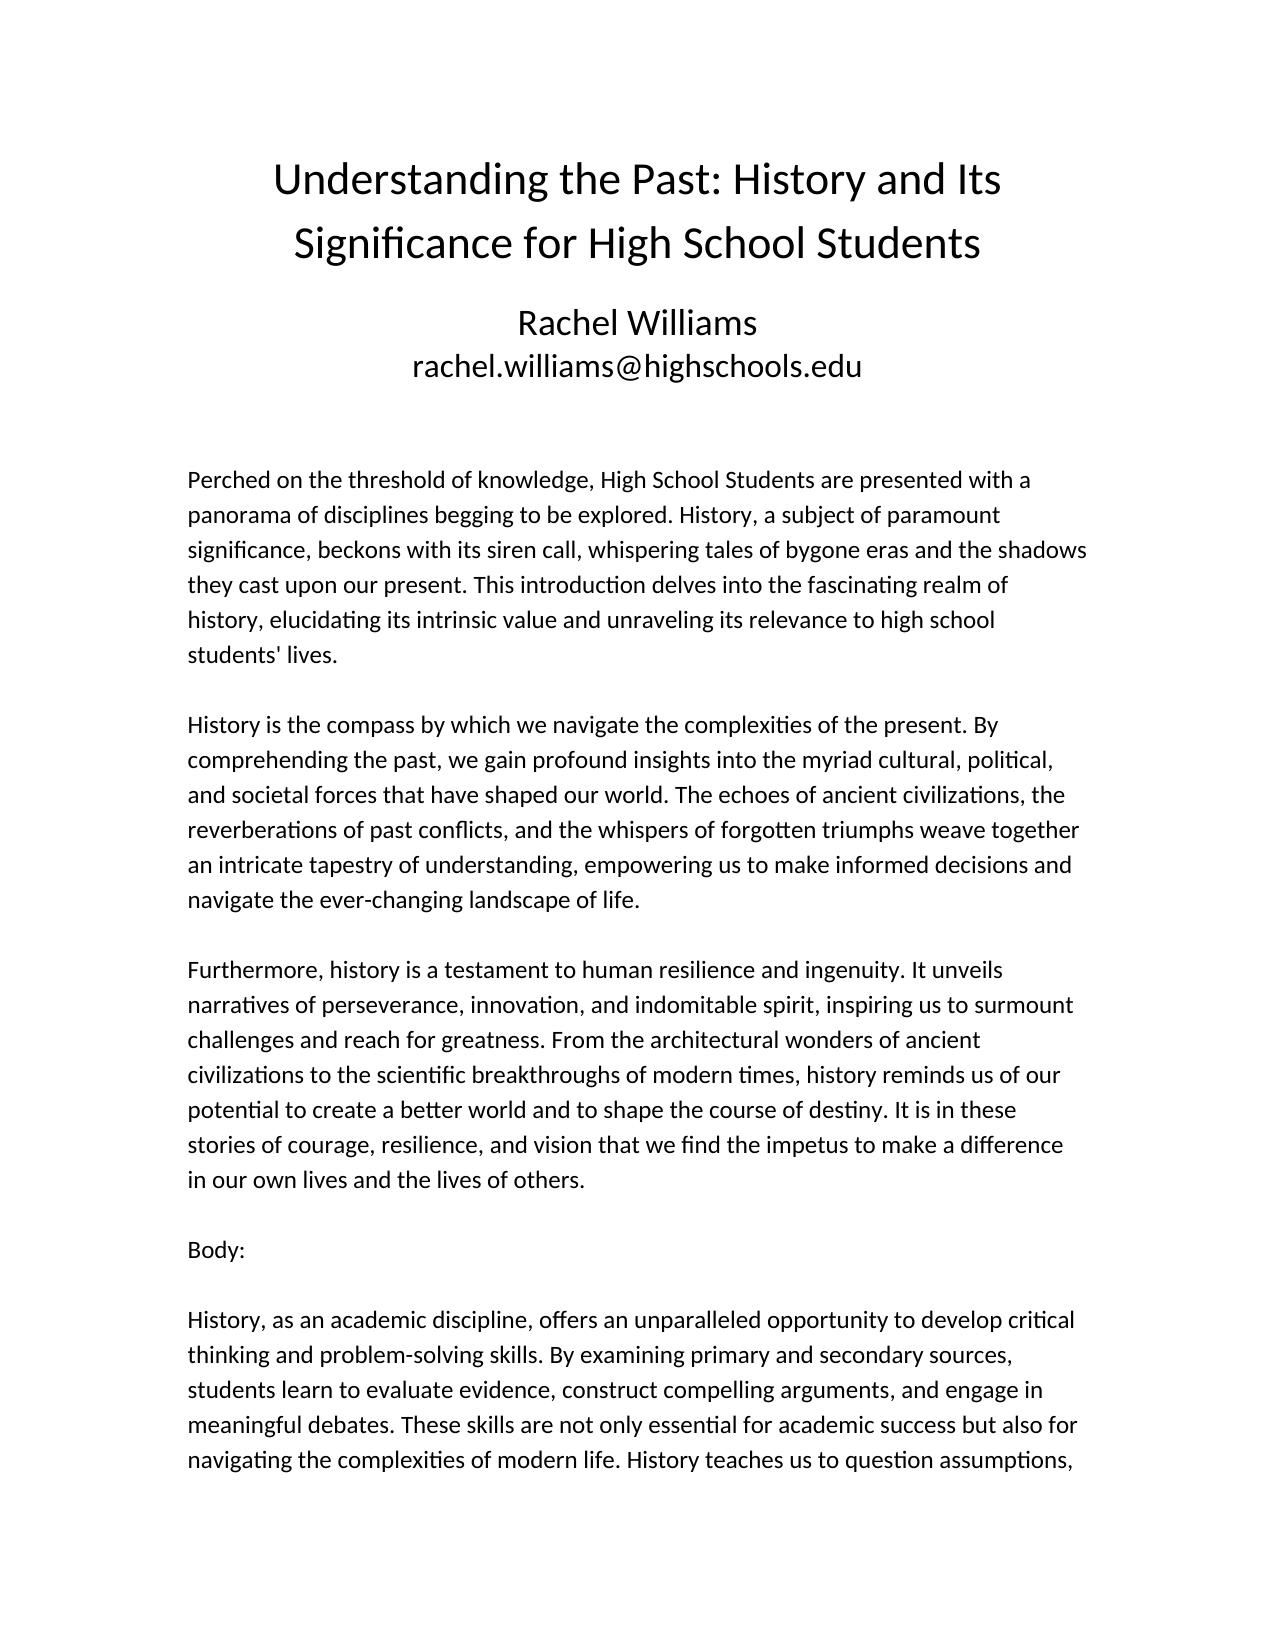 Understanding the Past: History and Its
Significance for High School Students
Rachel Williams
rachel.williams@highschools.edu
Perched on the threshold of knowledge, High School Students are presented with a
panorama of disciplines begging to be explored. History, a subject of paramount
significance, beckons with its siren call, whispering tales of bygone eras and the shadows
they cast upon our present. This introduction delves into the fascinating realm of
history, elucidating its intrinsic value and unraveling its relevance to high school
students' lives.
History is the compass by which we navigate the complexities of the present. By
comprehending the past, we gain profound insights into the myriad cultural, political,
and societal forces that have shaped our world. The echoes of ancient civilizations, the
reverberations of past conflicts, and the whispers of forgotten triumphs weave together
an intricate tapestry of understanding, empowering us to make informed decisions and
navigate the ever-changing landscape of life.
Furthermore, history is a testament to human resilience and ingenuity. It unveils
narratives of perseverance, innovation, and indomitable spirit, inspiring us to surmount
challenges and reach for greatness. From the architectural wonders of ancient
civilizations to the scientific breakthroughs of modern times, history reminds us of our
potential to create a better world and to shape the course of destiny. It is in these
stories of courage, resilience, and vision that we find the impetus to make a difference
in our own lives and the lives of others.
Body:
History, as an academic discipline, offers an unparalleled opportunity to develop critical
thinking and problem-solving skills. By examining primary and secondary sources,
students learn to evaluate evidence, construct compelling arguments, and engage in
meaningful debates. These skills are not only essential for academic success but also for
navigating the complexities of modern life. History teaches us to question assumptions,